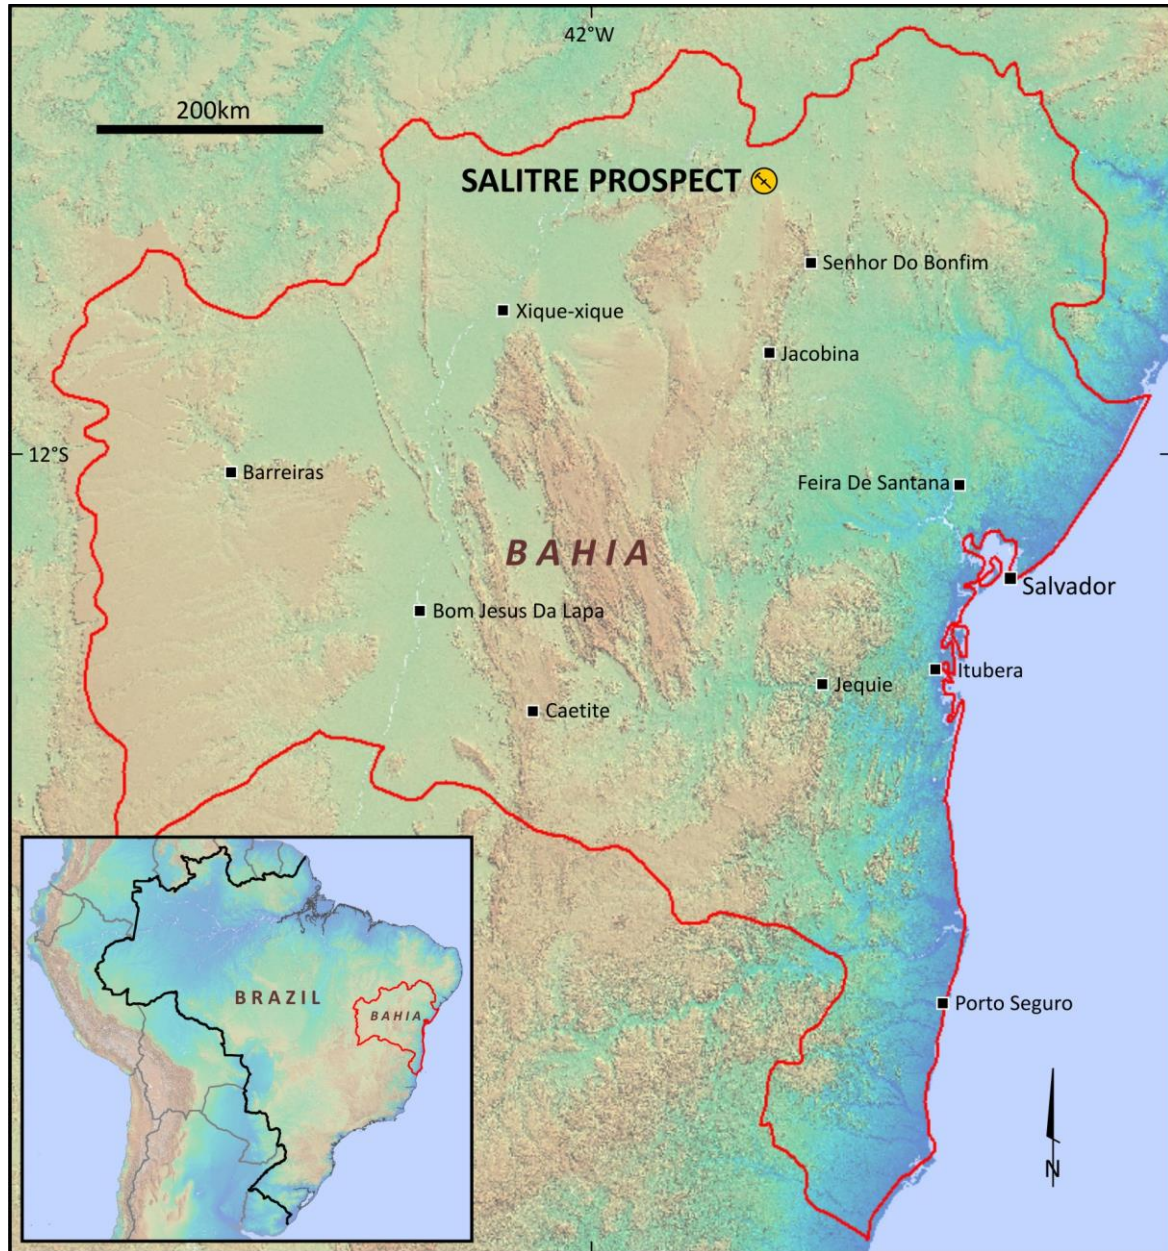 42°W
200km
SALITRE PROSPECT
Senhor Do Bonfim
Xique-xique
Jacobina
12°S
Barreiras
Feira De Santana
BAHIA
Salvador
Bom Jesus Da Lapa
Itubera
Jequie
Caetite
BRAZIL
BAHIA
Porto Seguro
N